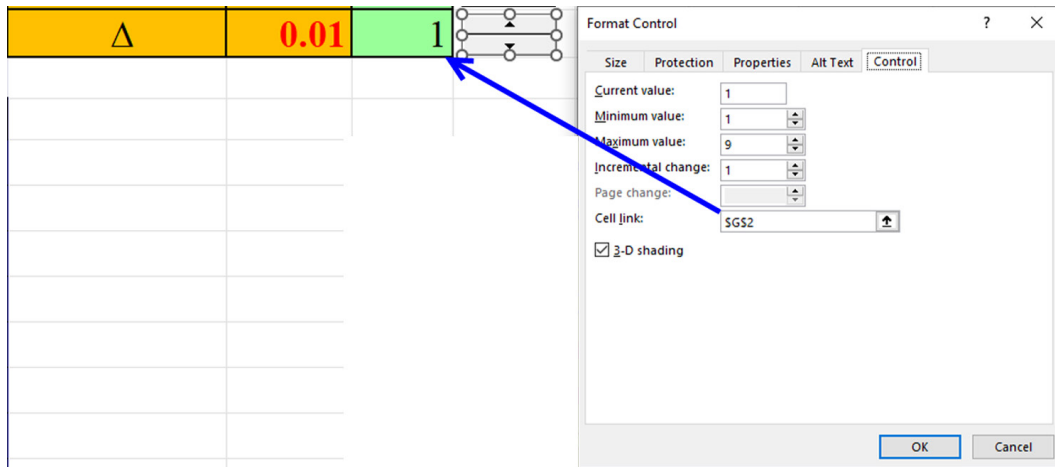 Δ 0.01 1
Format Control ?
Size Protection Properties Alt Text Control
Current value: 1
Minimum value: 1
Maximum value: 9
Incremental change: 1
Page change:
Cell link: $G$2
3-D shading
OK Cancel